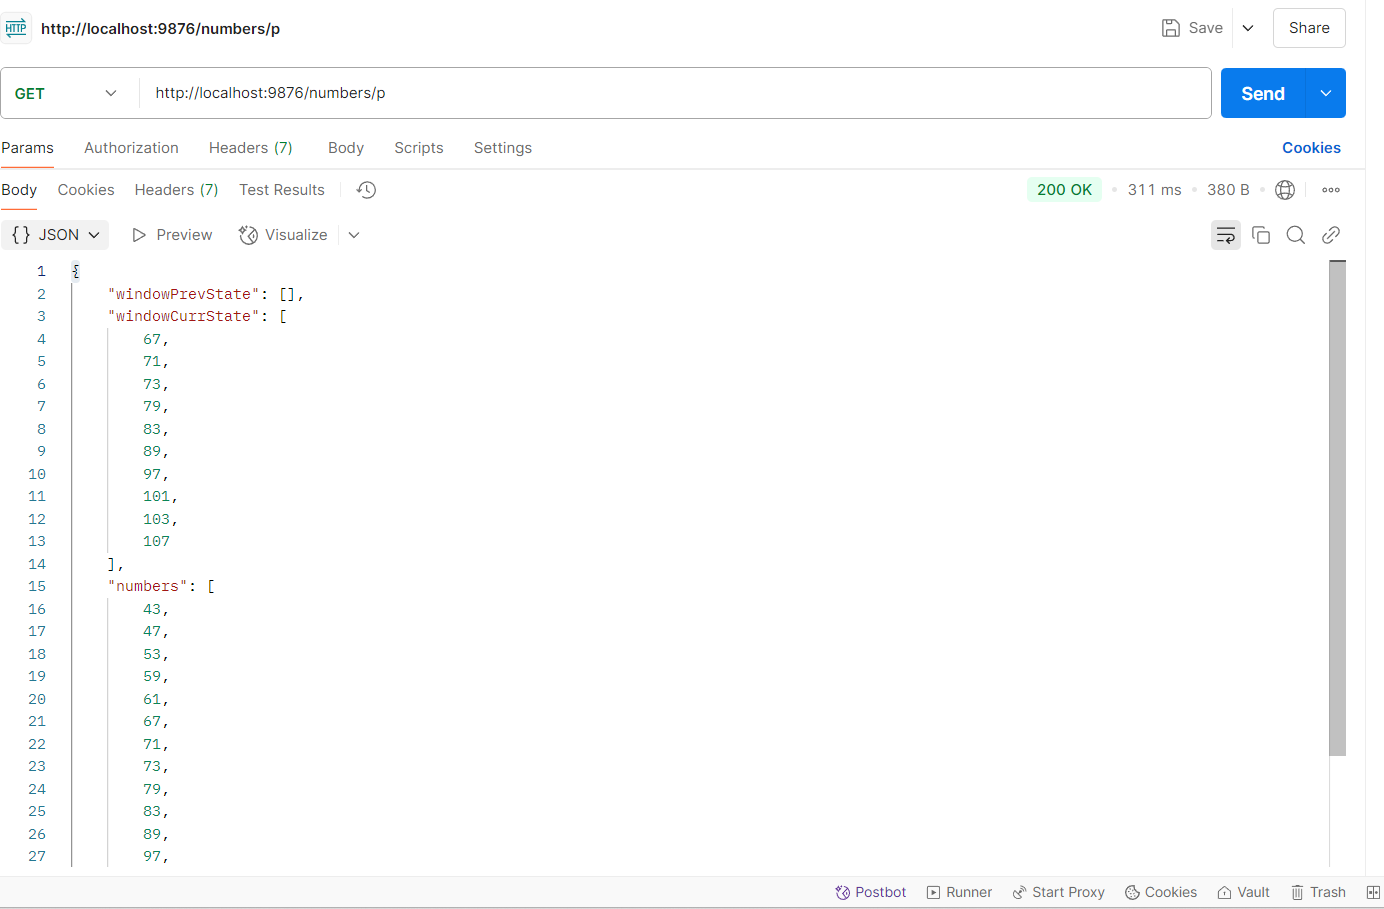 HTTP http://localhost:9876/numbers/p Save Share
GET http://localhost:9876/numbers/p Send
Params Authorization Headers (7) Body Scripts Settings Cookies
Body Cookies Headers (7) Test Results 200 OK 311 ms 380 B
{} JSON Preview Visualize
1 {
2 "windowPrevState": [],
3 "windowCurrState": [
4 67,
5 71,
6 73,
7 79,
8 83,
9 89,
10 97,
11 101,
12 103,
13 107
14 ],
15 "numbers": [
16 43,
17 47,
18 53,
19 59,
20 61,
21 67,
22 71,
23 73,
24 79,
25 83,
26 89,
27 97,
Postbot Runner Start Proxy Cookies Vault Trash